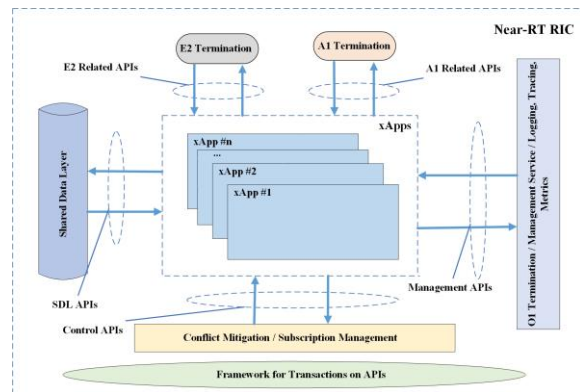 Near-RT RIC
E2 Termination
A1 Termination
E2 Related APIs
A1 Related APIs
xApps
xApp #n
...
xApp #2
xApp #1
Shared Data Layer
O1 Termination / Management Service / Logging, Tracing,
Metrics
SDL APIs
Management APIs
Control APIs
Conflict Mitigation / Subscription Management
Framework for Transactions on APIs